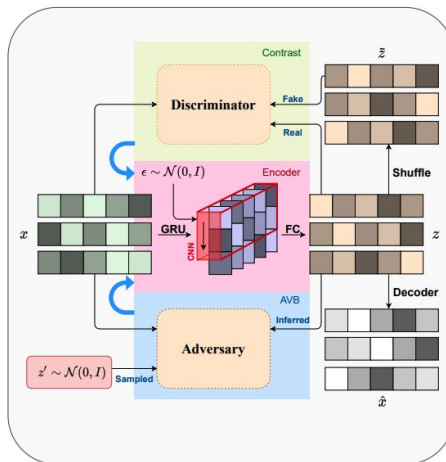 Contrast
z̃
Discriminator
Fake
Real
ϵ ∼ 𝒩(0, I)
Encoder
Shuffle
x
GRU
CNN
FC
z
Decoder
AVB
Inferred
Adversary
z′ ∼ 𝒩(0, I)
Sampled
x̂